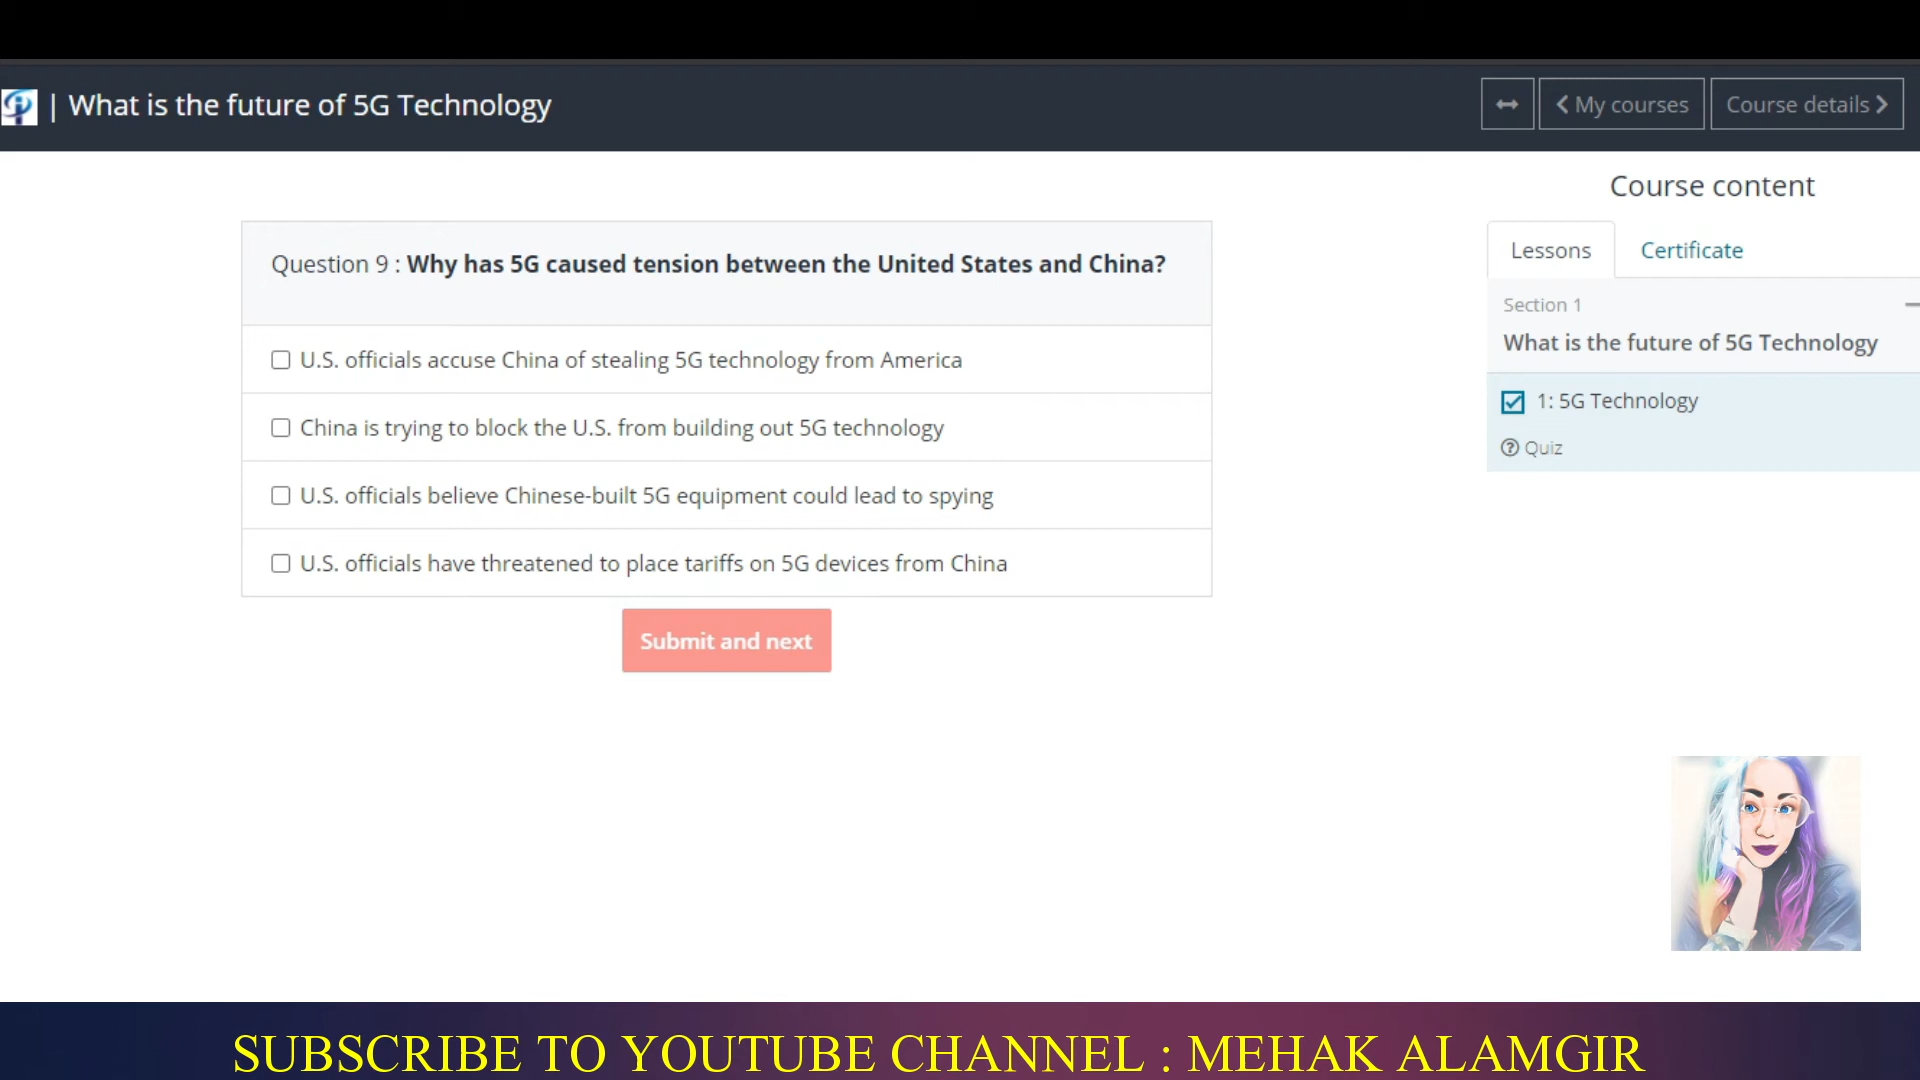 | What is the future of 5G Technology
My courses
Course details
Course content
Lessons
Certificate
Section 1
What is the future of 5G Technology
1: 5G Technology
Quiz
Question 9 : Why has 5G caused tension between the United States and China?
U.S. officials accuse China of stealing 5G technology from America
China is trying to block the U.S. from building out 5G technology
U.S. officials believe Chinese-built 5G equipment could lead to spying
U.S. officials have threatened to place tariffs on 5G devices from China
Submit and next
SUBSCRIBE TO YOUTUBE CHANNEL : MEHAK ALAMGIR